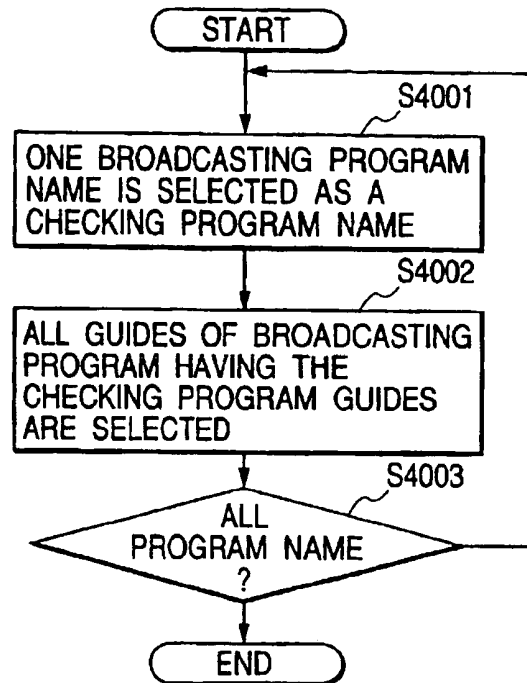 START
S4001
ONE BROADCASTING PROGRAM
NAME IS SELECTED AS A
CHECKING PROGRAM NAME
S4002
ALL GUIDES OF BROADCASTING
PROGRAM HAVING THE
CHECKING PROGRAM GUIDES
ARE SELECTED
S4003
ALL
PROGRAM NAME
?
END